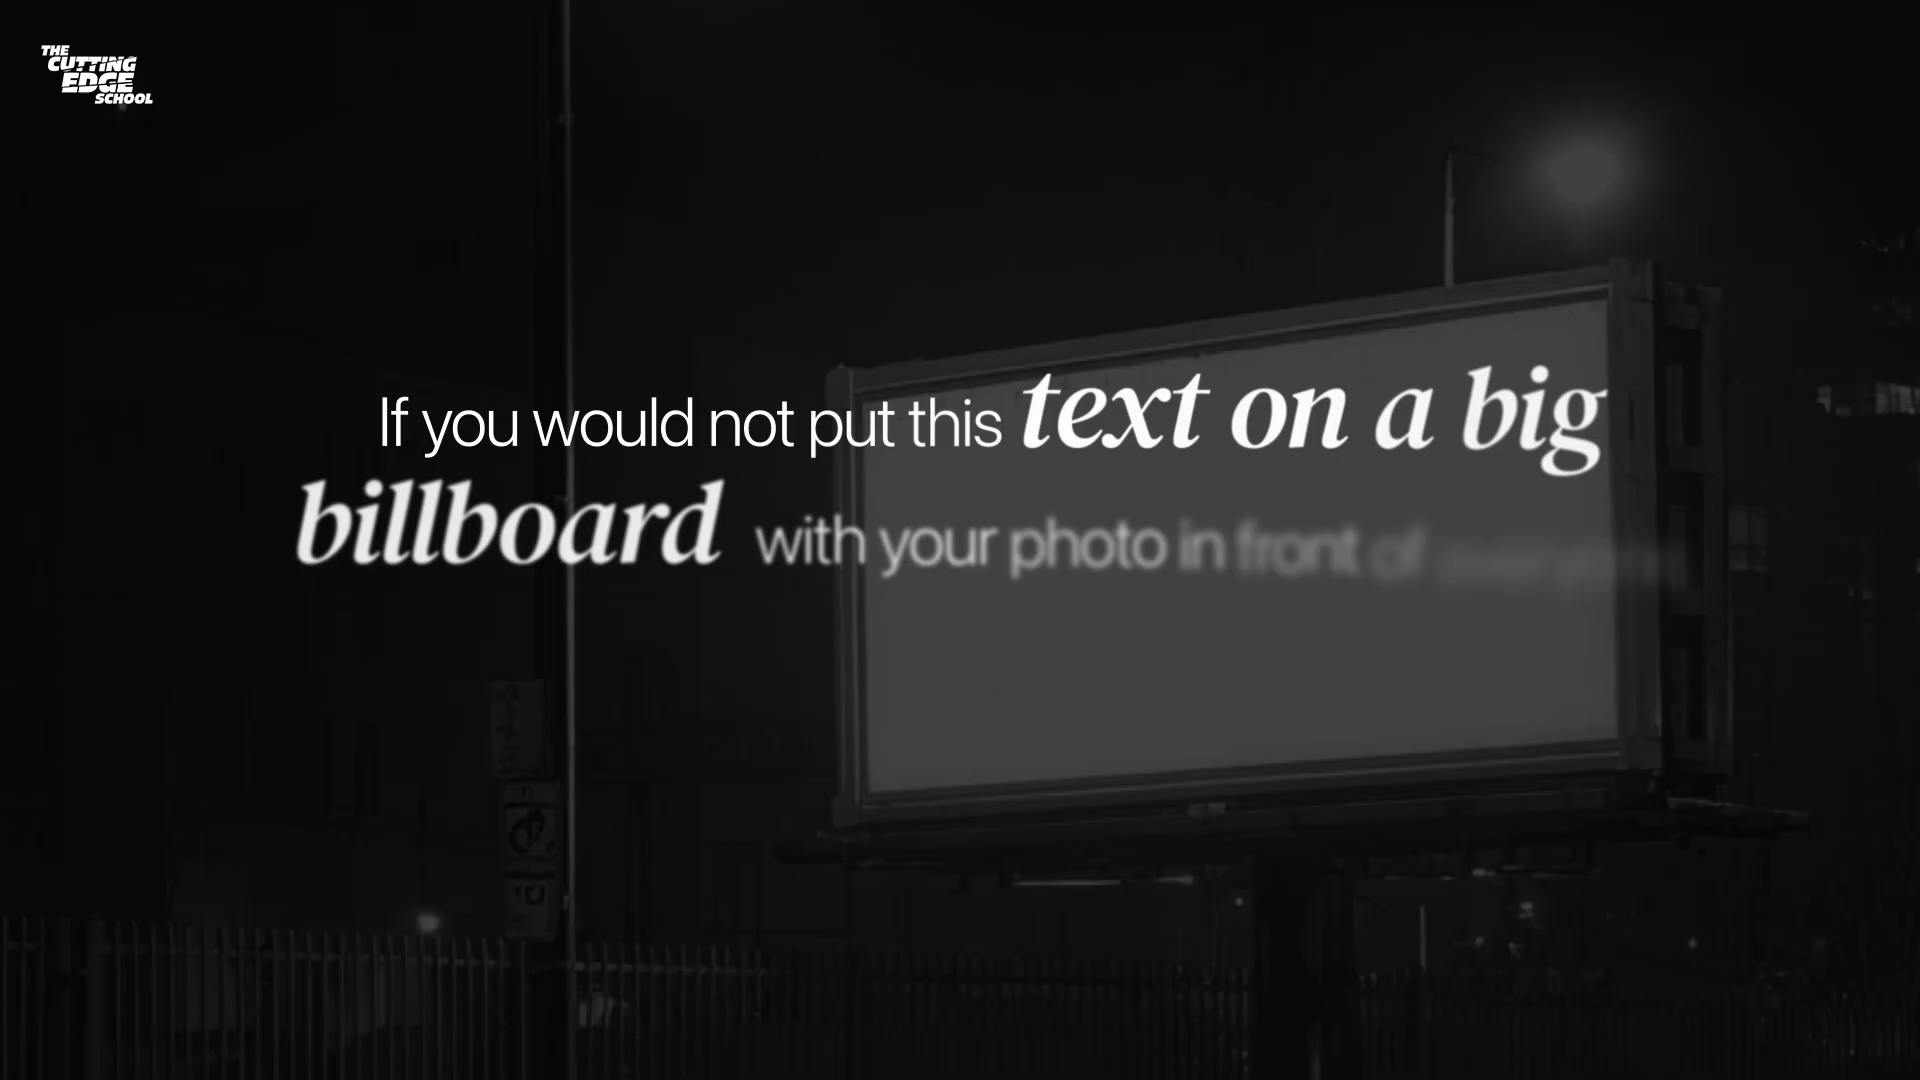 THE
CUTTING
EDGE
SCHOOL
If you would not put this text on a big
billboard with your photo in front of